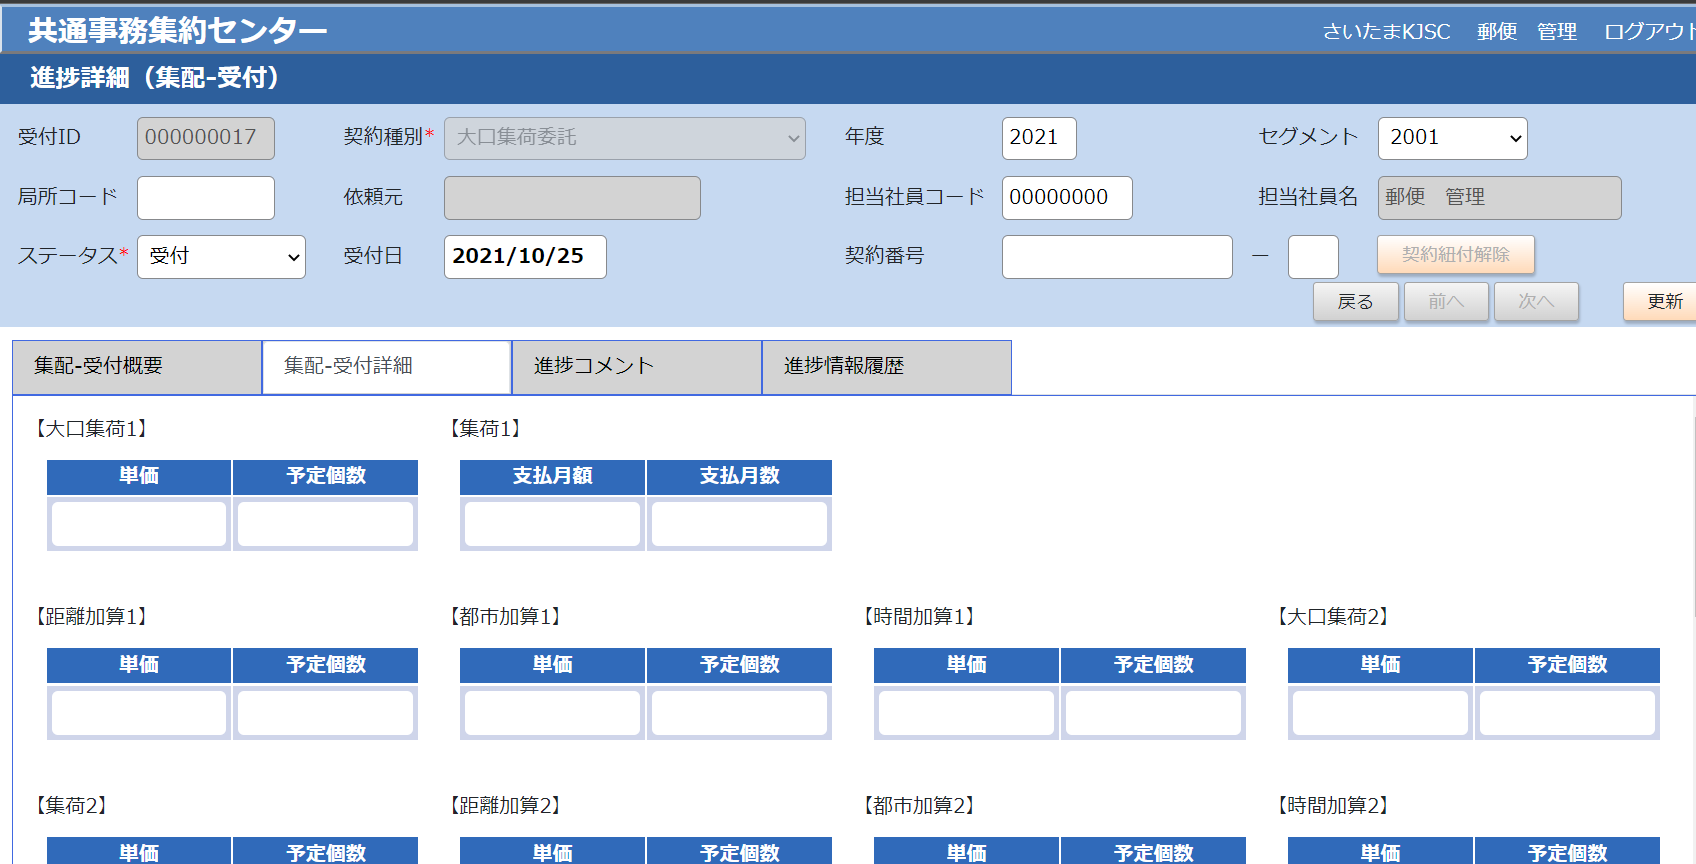 共通事務集約センター
さいたまKJSC 郵便 管理 ログアウト
進捗詳細（集配-受付）
受付ID 000000017 契約種別* 大口集荷委託 年度 2021 セグメント 2001
局所コード 依頼元 担当社員コード 00000000 担当社員名 郵便 管理
ステータス* 受付 受付日 2021/10/25 契約番号 － 契約紐付解除
戻る 前へ 次へ 更新
集配-受付概要 集配-受付詳細 進捗コメント 進捗情報履歴
【大口集荷1】 【集荷1】
単価 予定個数 支払月額 支払月数
【距離加算1】 【都市加算1】 【時間加算1】 【大口集荷2】
単価 予定個数 単価 予定個数 単価 予定個数 単価 予定個数
【集荷2】 【距離加算2】 【都市加算2】 【時間加算2】
単価 予定個数 単価 予定個数 単価 予定個数 単価 予定個数